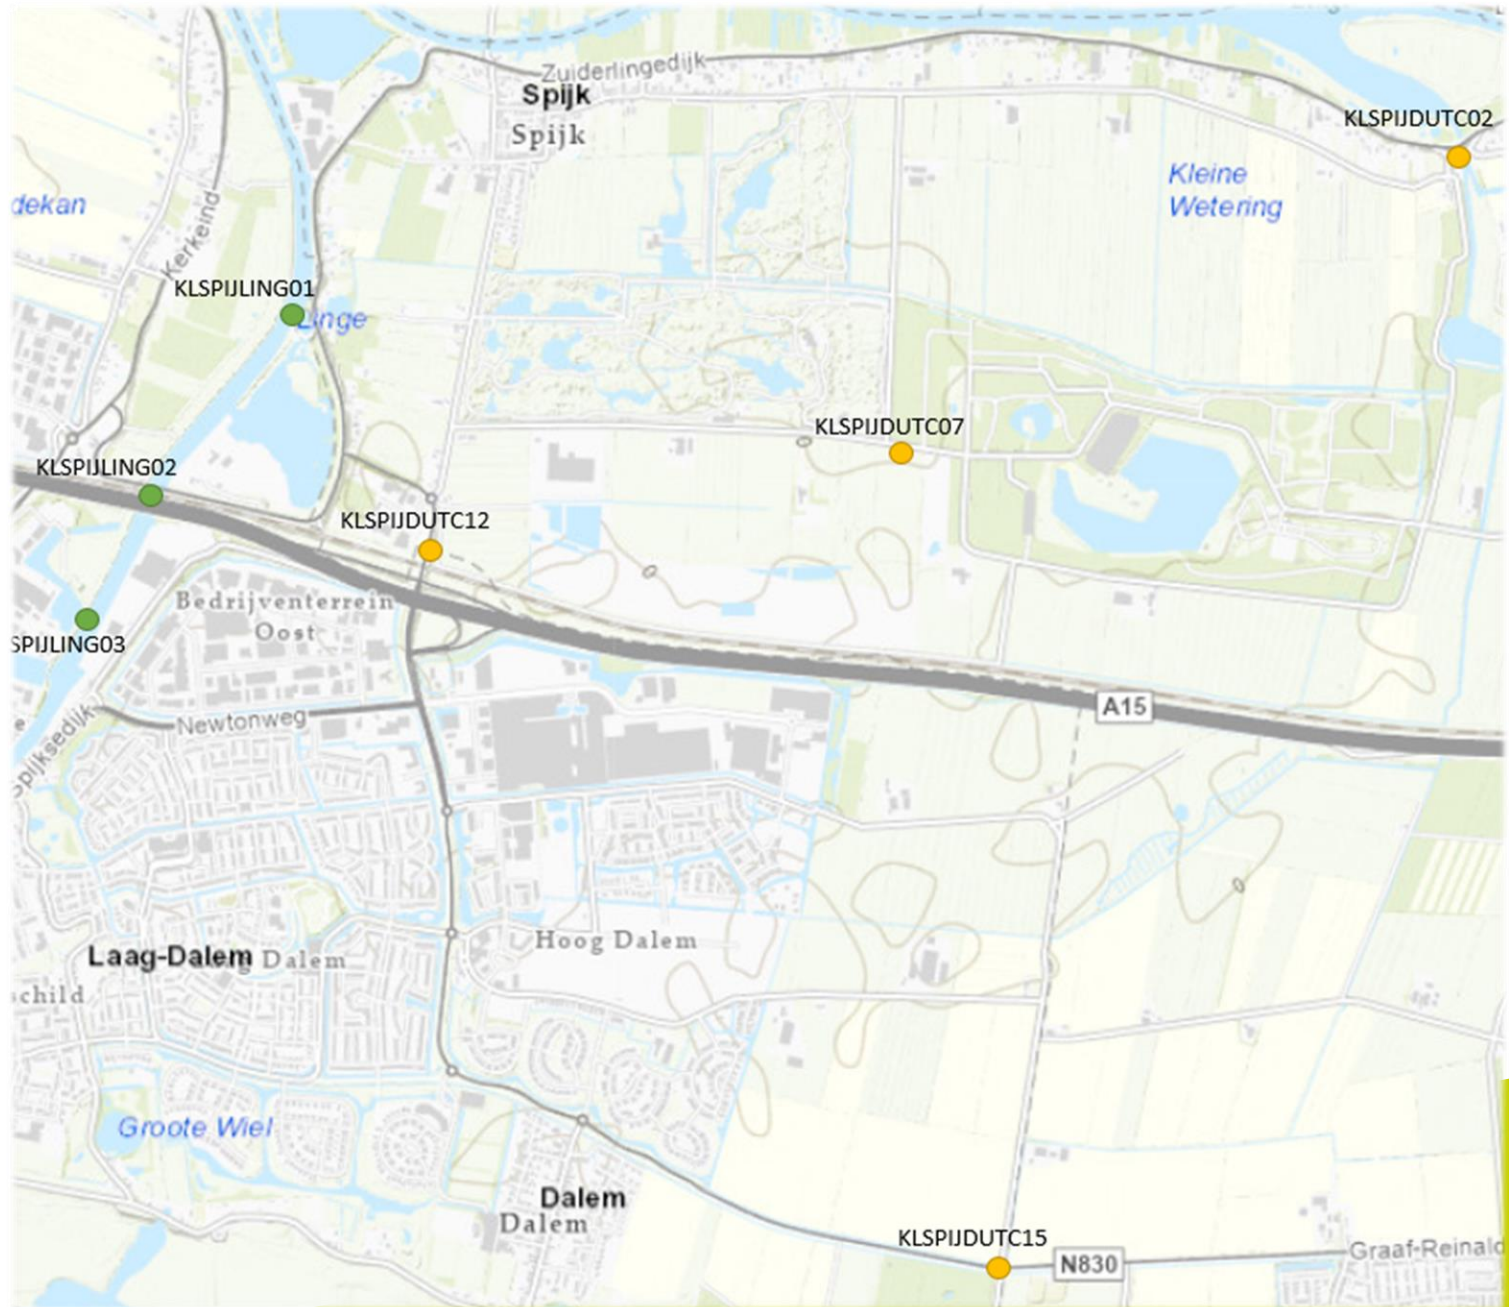 Zuiderlingedijk
Spijk
Spijk
KLSPIJDUTC02
Kleine
Wetering
dekan
Kerkeind
KLSPIJLING01
Linge
KLSPIJDUTC07
KLSPIJLING02
KLSPIJDUTC12
Bedrijventerrein
Oost
SPIJLING03
A15
Newtonweg
Spijksedijk
Hoog Dalem
Laag-Dalem
Dalem
schild
Groote Wiel
Dalem
Dalem
KLSPIJDUTC15
N830
Graaf-Reinald